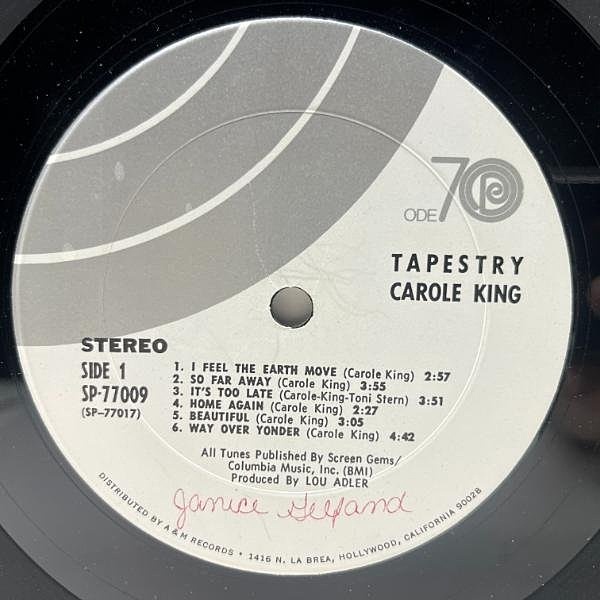 ODE 70
TAPESTRY
CAROLE KING
STEREO
SIDE 1
SP-77009
(SP-77017)
1. I FEEL THE EARTH MOVE (Carole King) 2:57
2. SO FAR AWAY (Carole King) 3:55
3. IT'S TOO LATE (Carole-King-Toni Stern) 3:51
4. HOME AGAIN (Carole King) 2:27
5. BEAUTIFUL (Carole King) 3:05
6. WAY OVER YONDER (Carole King) 4:42
All Tunes Published By Screen Gems/
Columbia Music, Inc. (BMI)
Produced By LOU ADLER
Janice
DISTRIBUTED BY A & M RECORDS • 1416 N. LA BREA, HOLLYWOOD, CALIFORNIA 90028